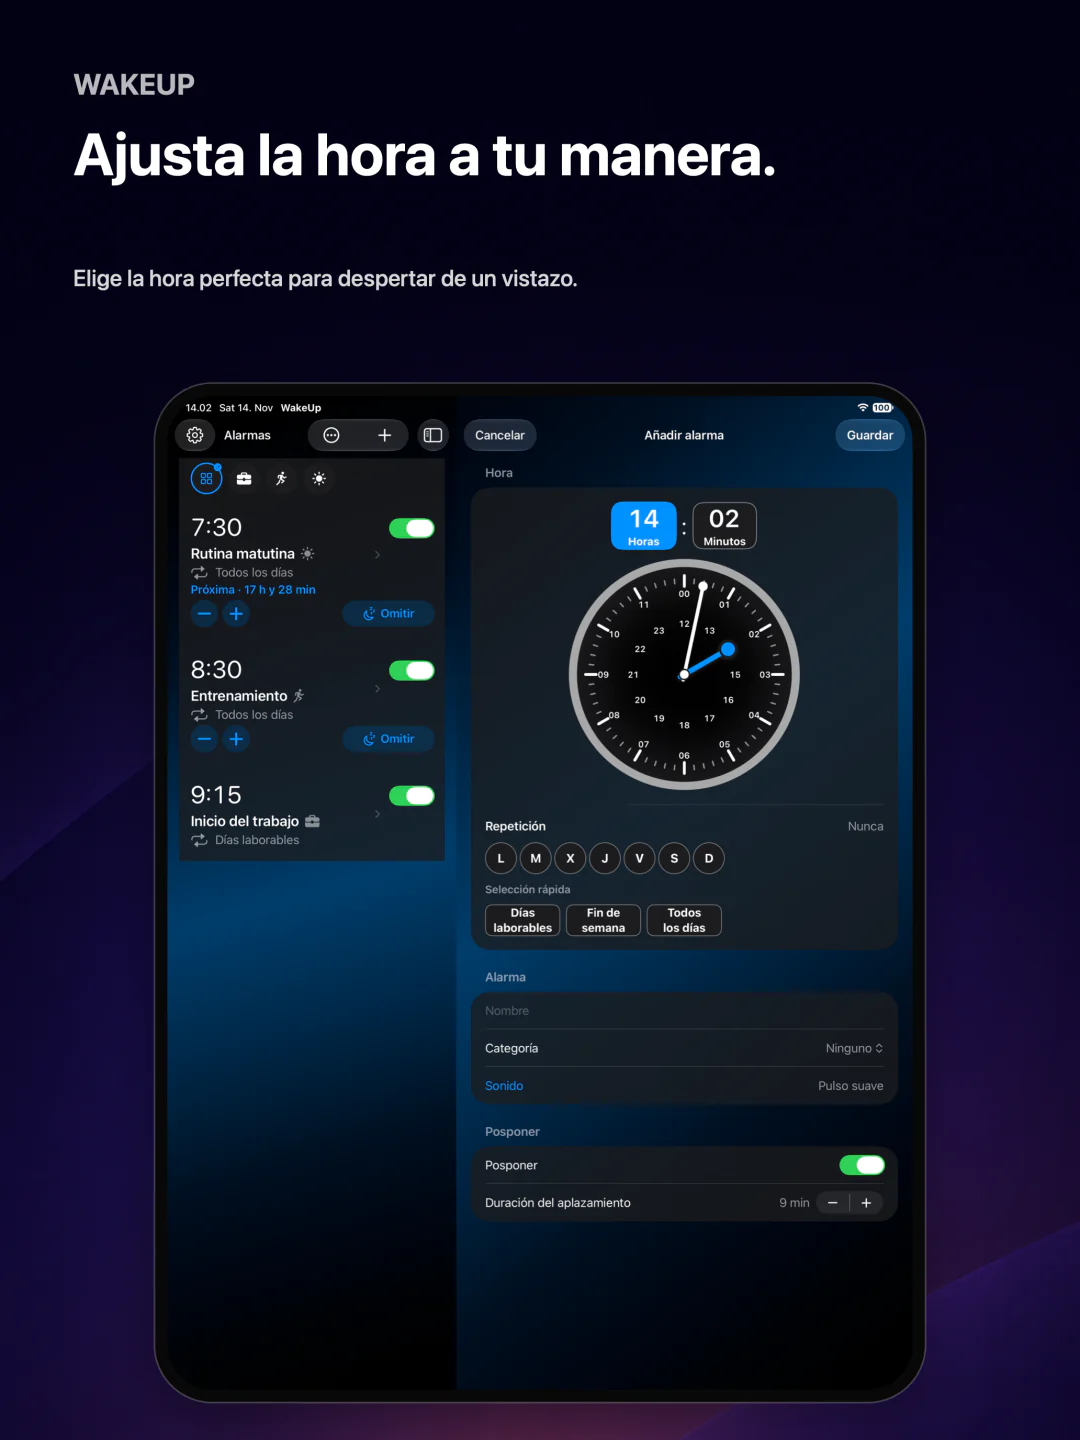 WAKEUP
Ajusta la hora a tu manera.
Elige la hora perfecta para despertar de un vistazo.
14.02 Sat 14. Nov WakeUp
100
Alarmas
Cancelar
Añadir alarma
Guardar
7:30
Rutina matutina
Todos los días
Próxima · 17 h y 28 min
Omitir
8:30
Entrenamiento
Todos los días
Omitir
9:15
Inicio del trabajo
Días laborables
Hora
14 : 02
Horas Minutos
00
11 01
12
23 13
10 02
22
09 21 15 03
20 16
08 19 17 04
18
07 05
06
Repetición Nunca
L M X J V S D
Selección rápida
Días laborables
Fin de semana
Todos los días
Alarma
Nombre
Categoría Ninguno
Sonido Pulso suave
Posponer
Posponer
Duración del aplazamiento 9 min